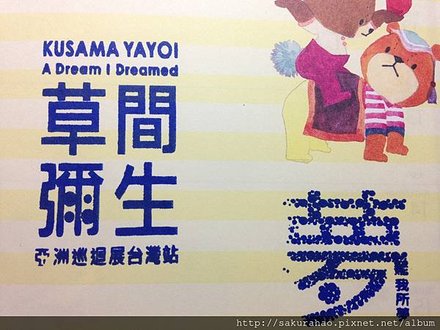 KUSAMA YAYOI
A Dream I Dreamed
草間
彌生
亞洲巡迴展台灣站
夢
我所夢
http://sakurahao.pixnet.net/album